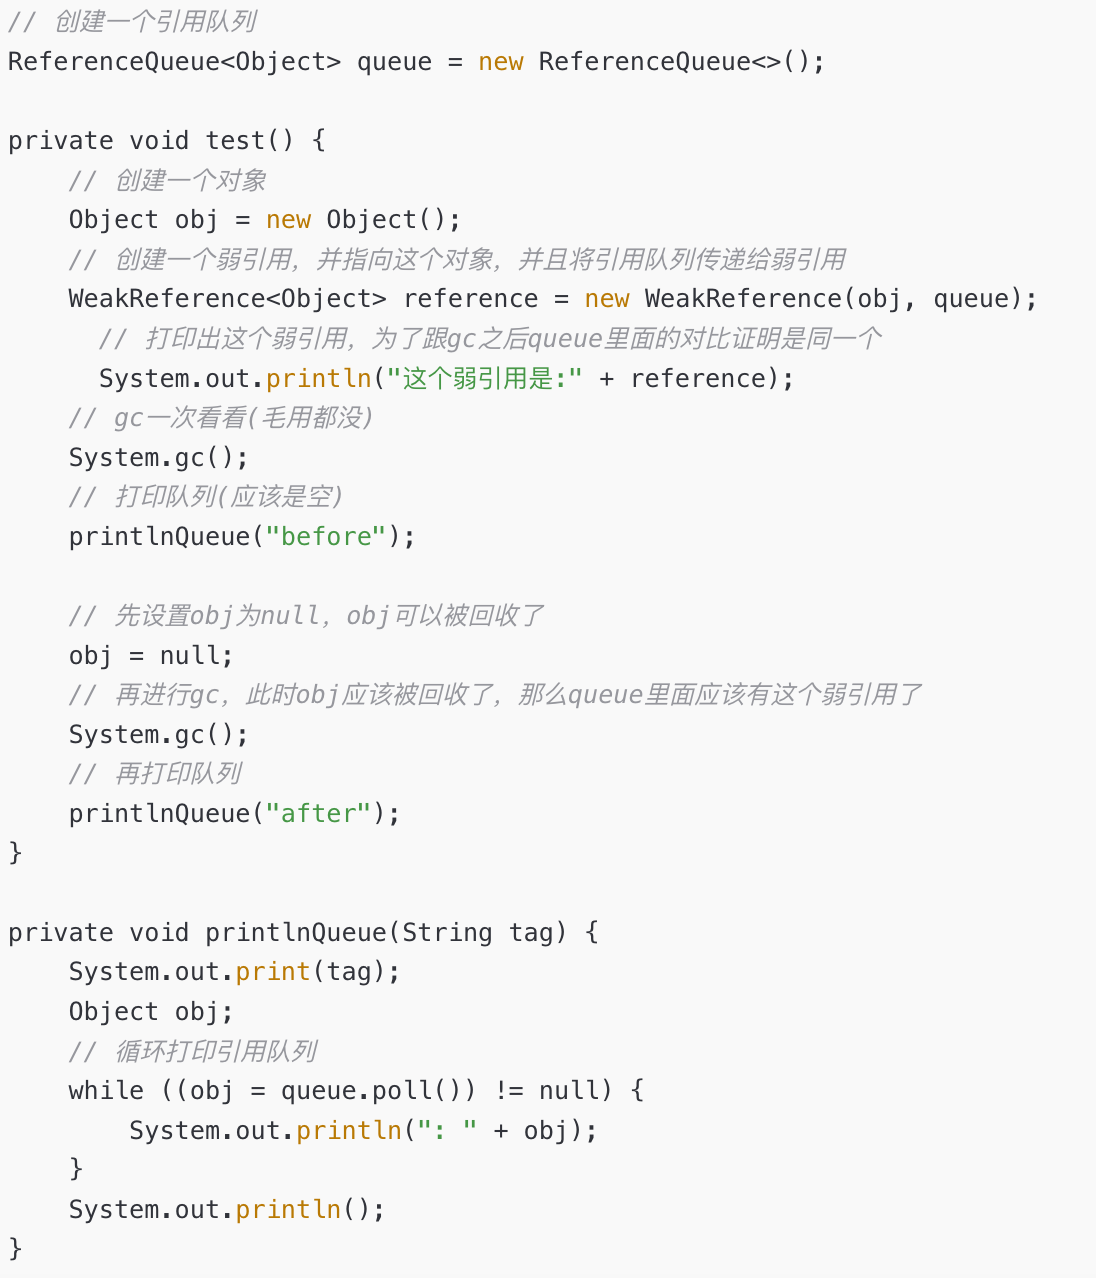 // 创建一个引用队列
ReferenceQueue<Object> queue = new ReferenceQueue<>();
private void test() {
    // 创建一个对象
    Object obj = new Object();
    // 创建一个弱引用，并指向这个对象，并且将引用队列传递给弱引用
    WeakReference<Object> reference = new WeakReference(obj, queue);
      // 打印出这个弱引用，为了跟gc之后queue里面的对比证明是同一个
      System.out.println("这个弱引用是:" + reference);
    // gc一次看看(毛用都没)
    System.gc();
    // 打印队列(应该是空)
    printlnQueue("before");
    // 先设置obj为null，obj可以被回收了
    obj = null;
    // 再进行gc，此时obj应该被回收了，那么queue里面应该有这个弱引用了
    System.gc();
    // 再打印队列
    printlnQueue("after");
}
private void printlnQueue(String tag) {
    System.out.print(tag);
    Object obj;
    // 循环打印引用队列
    while ((obj = queue.poll()) != null) {
        System.out.println(": " + obj);
    }
    System.out.println();
}